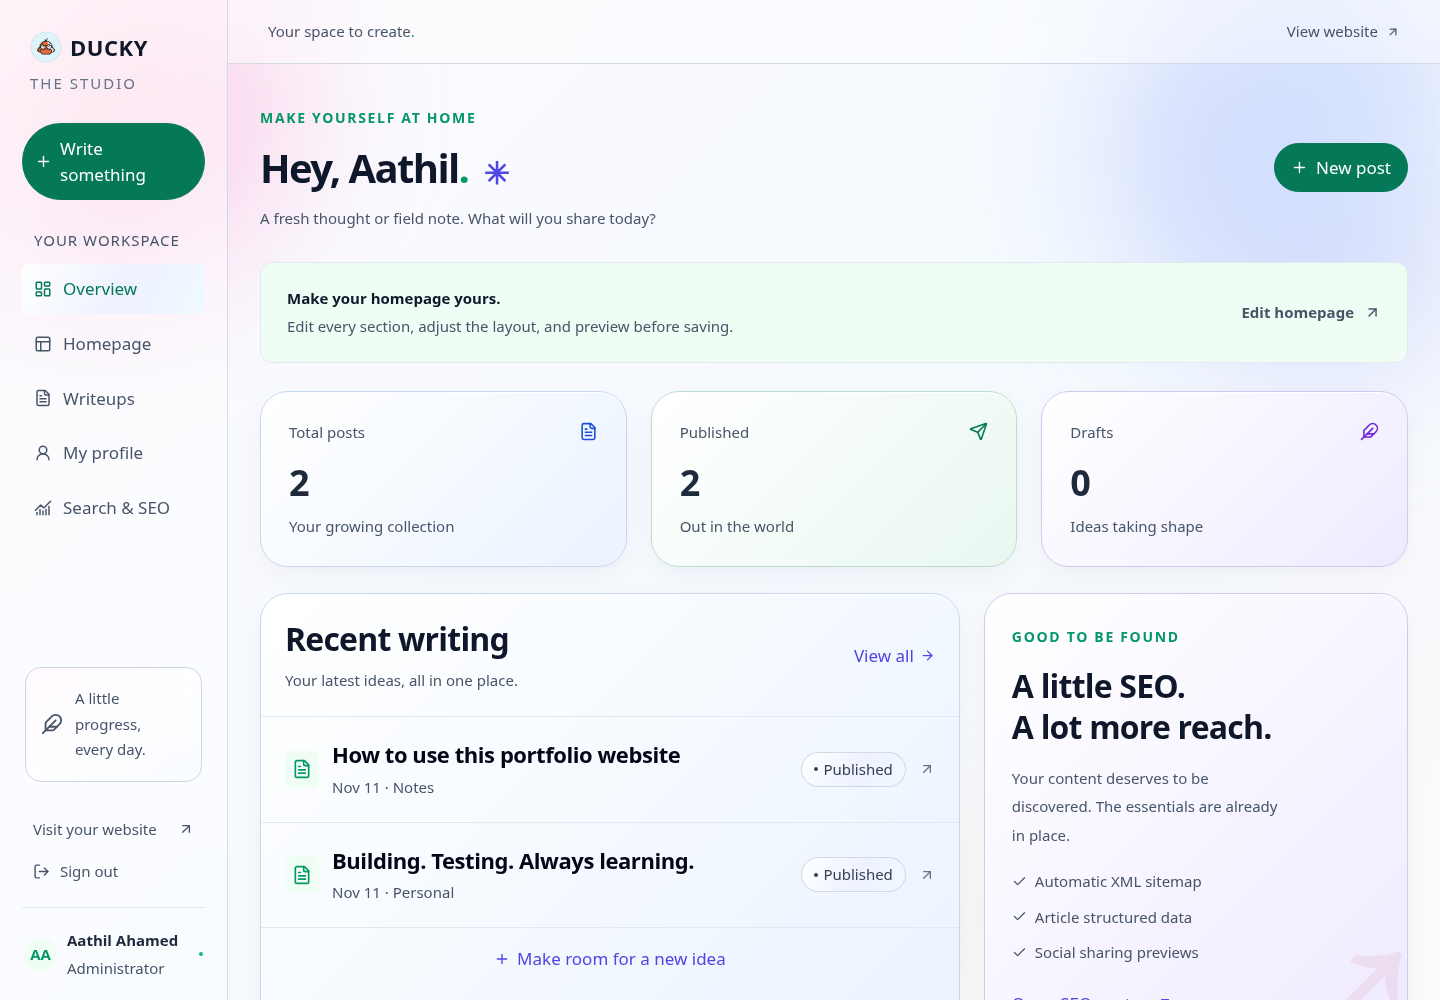 DUCKY
THE STUDIO
Write
something
YOUR WORKSPACE
Overview
Homepage
Writeups
My profile
Search & SEO
A little
progress,
every day.
Visit your website
Sign out
AA
Aathil Ahamed
Administrator
Your space to create.
View website
MAKE YOURSELF AT HOME
Hey, Aathil.
A fresh thought or field note. What will you share today?
New post
Make your homepage yours.
Edit every section, adjust the layout, and preview before saving.
Edit homepage
Total posts
2
Your growing collection
Published
2
Out in the world
Drafts
0
Ideas taking shape
Recent writing
Your latest ideas, all in one place.
View all
How to use this portfolio website
Nov 11 · Notes
• Published
Building. Testing. Always learning.
Nov 11 · Personal
• Published
Make room for a new idea
GOOD TO BE FOUND
A little SEO.
A lot more reach.
Your content deserves to be
discovered. The essentials are already
in place.
Automatic XML sitemap
Article structured data
Social sharing previews